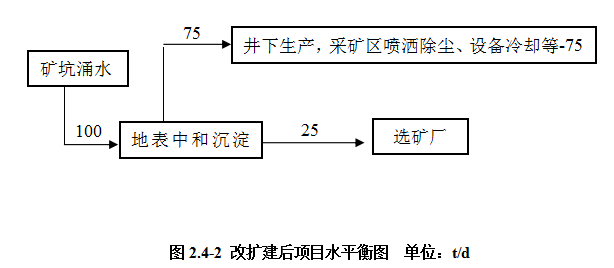 75
井下生产，采矿区喷洒除尘、设备冷却等-75
矿坑涌水
100
地表中和沉淀
25
选矿厂
图 2.4-2 改扩建后项目水平衡图 单位：t/d